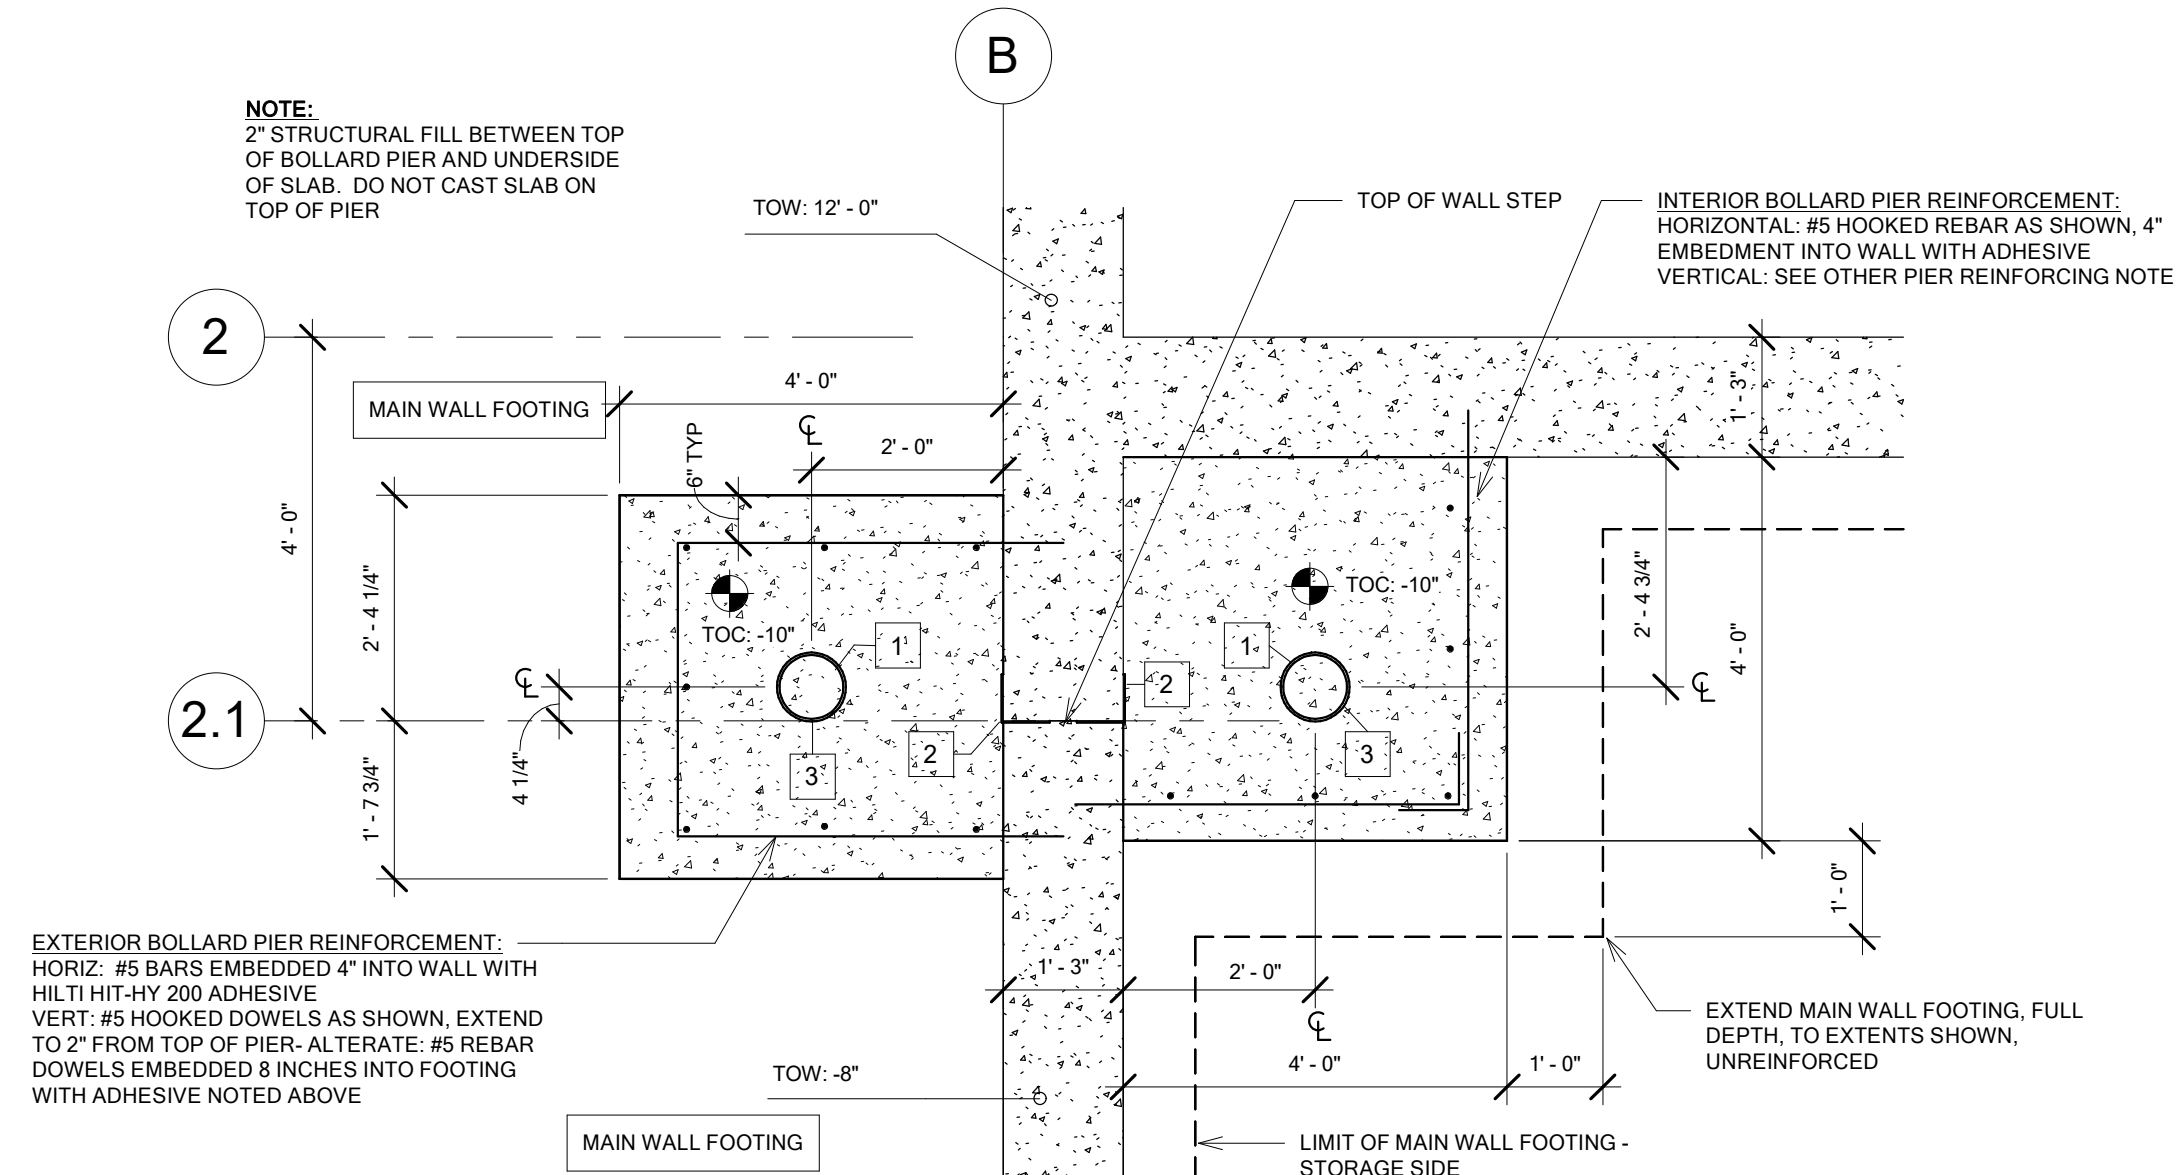 B
NOTE:
2" STRUCTURAL FILL BETWEEN TOP
OF BOLLARD PIER AND UNDERSIDE
OF SLAB. DO NOT CAST SLAB ON
TOP OF PIER
TOW: 12' - 0"
TOP OF WALL STEP
INTERIOR BOLLARD PIER REINFORCEMENT:
HORIZONTAL: #5 HOOKED REBAR AS SHOWN, 4"
EMBEDMENT INTO WALL WITH ADHESIVE
VERTICAL: SEE OTHER PIER REINFORCING NOTE
2
MAIN WALL FOOTING
4' - 0"
1' - 3"
6" TYP
℄
2' - 0"
4' - 0"
2' - 4 1/4"
TOC: -10"
TOC: -10"
2' - 4 3/4"
4' - 0"
1
1
℄
2
℄
2.1
2
3
3
4 1/4"
1' - 7 3/4"
1' - 0"
EXTERIOR BOLLARD PIER REINFORCEMENT:
HORIZ: #5 BARS EMBEDDED 4" INTO WALL WITH
HILTI HIT-HY 200 ADHESIVE
VERT: #5 HOOKED DOWELS AS SHOWN, EXTEND
TO 2" FROM TOP OF PIER- ALTERATE: #5 REBAR
DOWELS EMBEDDED 8 INCHES INTO FOOTING
WITH ADHESIVE NOTED ABOVE
1' - 3"
2' - 0"
℄
EXTEND MAIN WALL FOOTING, FULL
DEPTH, TO EXTENTS SHOWN,
UNREINFORCED
4' - 0"
1' - 0"
TOW: -8"
MAIN WALL FOOTING
LIMIT OF MAIN WALL FOOTING -
STORAGE SIDE